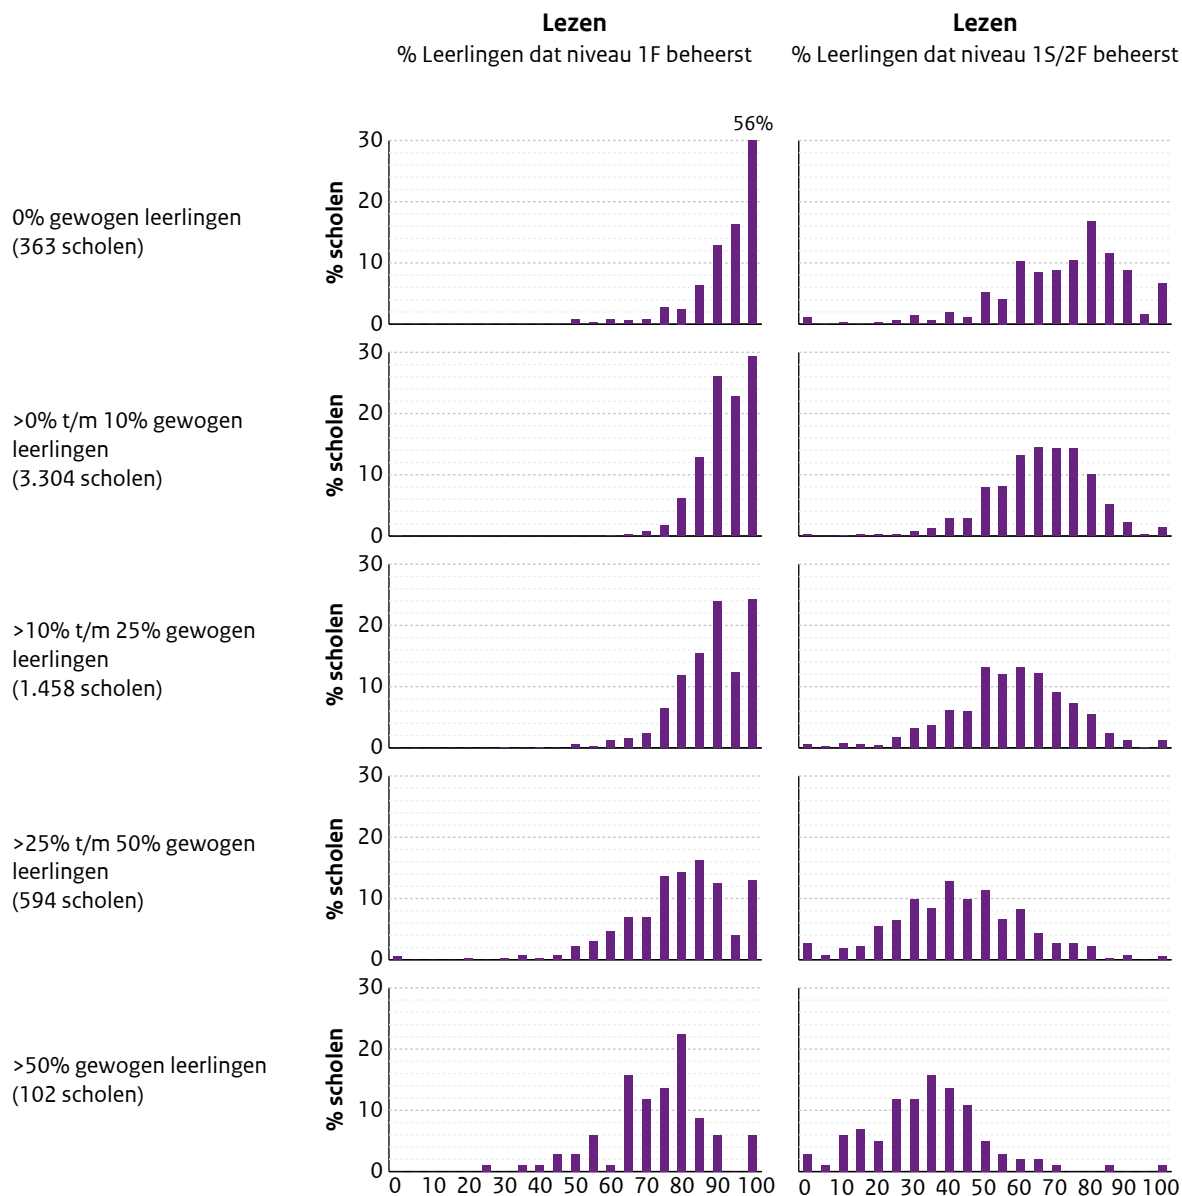 Lezen
% Leerlingen dat niveau 1F beheerst
Lezen
% Leerlingen dat niveau 1S/2F beheerst
56%
0% gewogen leerlingen
(363 scholen)
% scholen
30
20
10
0
>0% t/m 10% gewogen
leerlingen
(3.304 scholen)
% scholen
30
20
10
0
>10% t/m 25% gewogen
leerlingen
(1.458 scholen)
% scholen
30
20
10
0
>25% t/m 50% gewogen
leerlingen
(594 scholen)
% scholen
30
20
10
0
>50% gewogen leerlingen
(102 scholen)
% scholen
30
20
10
0
0 10 20 30 40 50 60 70 80 90 100
0 10 20 30 40 50 60 70 80 90 100